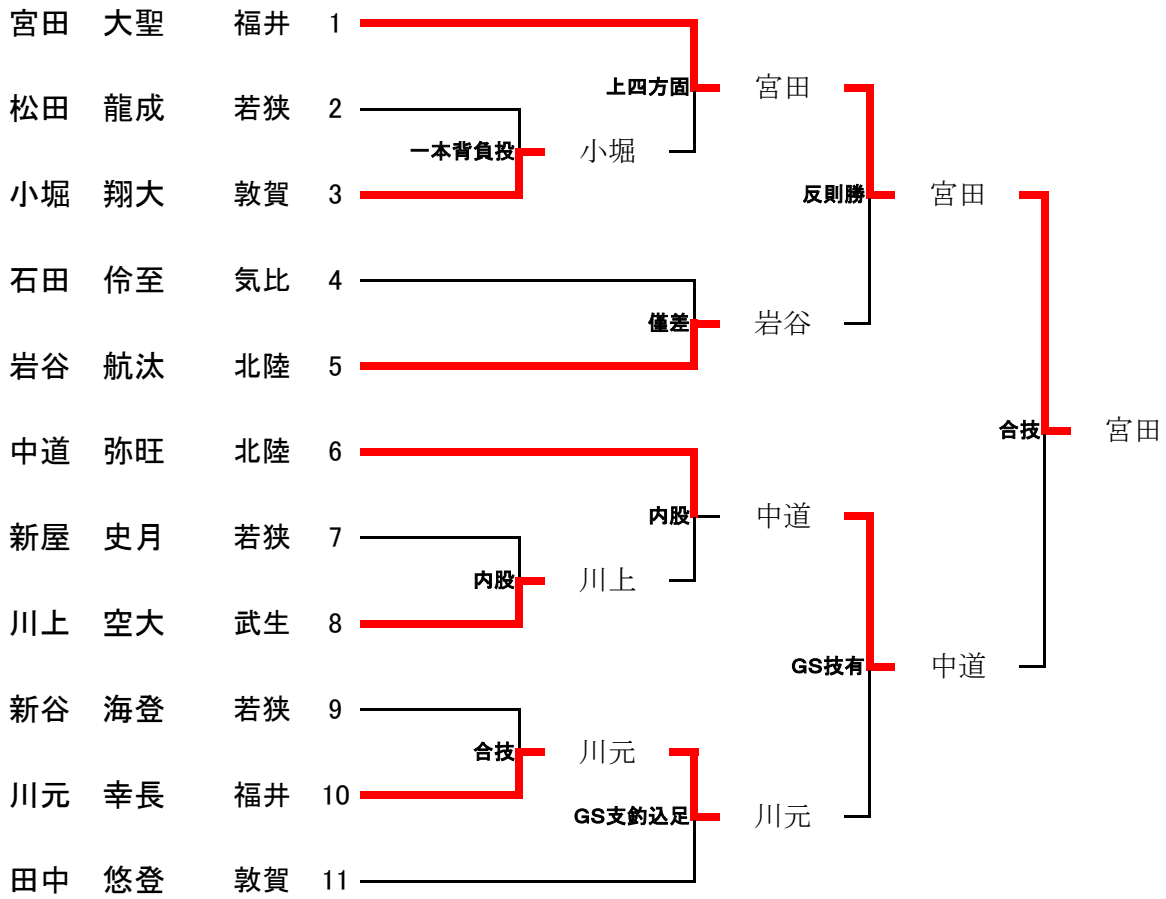 宮田 大聖 福井 1
上四方固 宮田
松田 龍成 若狭 2
一本背負投 小堀
小堀 翔大 敦賀 3
反則勝 宮田
石田 伶至 気比 4
僅差 岩谷
岩谷 航汰 北陸 5
合技 宮田
中道 弥旺 北陸 6
内股 中道
新屋 史月 若狭 7
内股 川上
川上 空大 武生 8
GS技有 中道
新谷 海登 若狭 9
合技 川元
川元 幸長 福井 10
GS支釣込足 川元
田中 悠登 敦賀 11